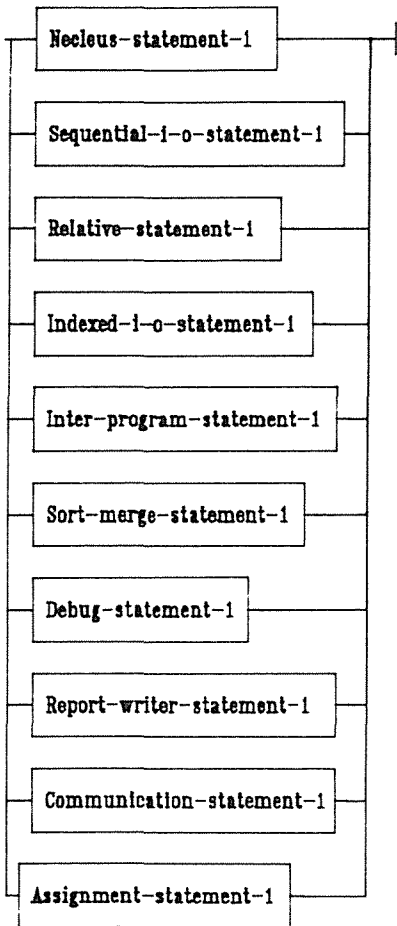 Necleus-statement-1
Sequential-i-o-statement-1
Relative-statement-1
Indexed-i-o-statement-1
Inter-program-statement-1
Sort-merge-statement-1
Debug-statement-1
Report-writer-statement-1
Communication-statement-1
Assignment-statement-1